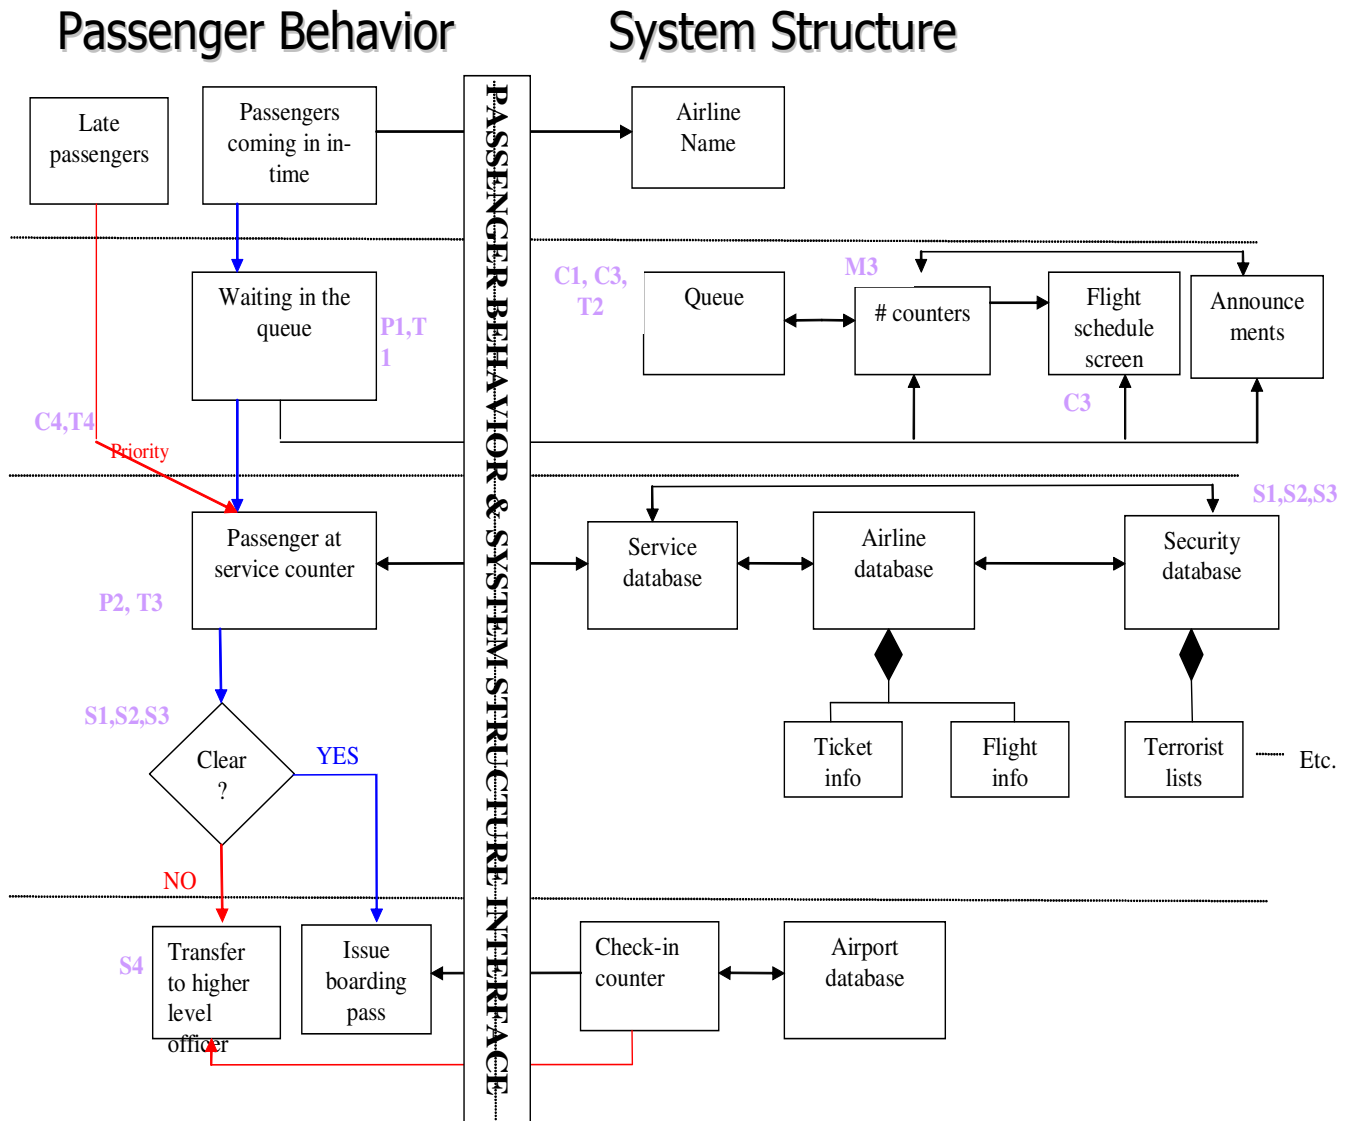 Passenger Behavior
System Structure
Late
passengers
Passengers
coming in in-
time
Airline
Name
PASSENGER BEHAVIOR & SYSTEM STRUCTURE INTERFACE
Waiting in the
queue
P1,T
1
C1, C3,
T2
Queue
M3
# counters
Flight
schedule
screen
Announce
ments
C3
C4,T4
Priority
Passenger at
service counter
P2, T3
Service
database
Airline
database
Security
database
S1,S2,S3
S1,S2,S3
Clear
?
YES
NO
Ticket
info
Flight
info
Terrorist
lists
Etc.
S4
Transfer
to higher
level
officer
Issue
boarding
pass
Check-in
counter
Airport
database